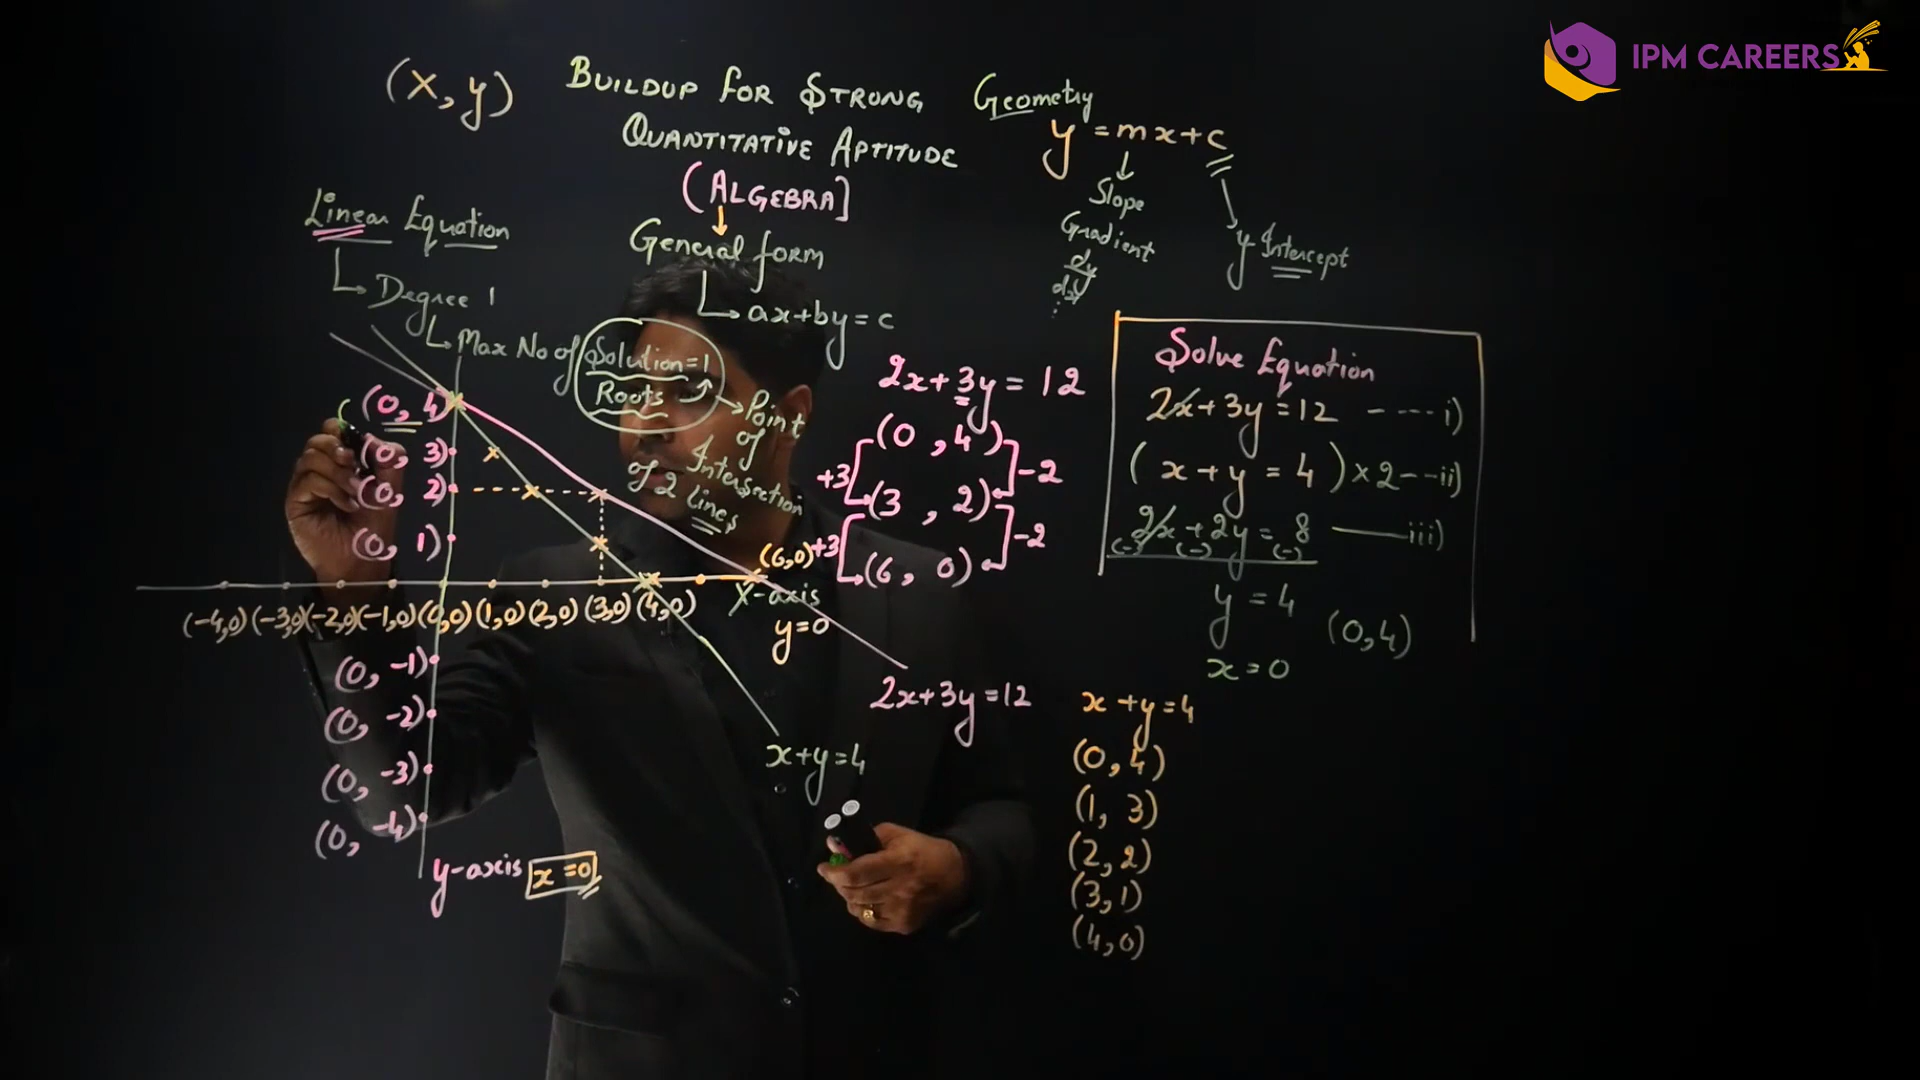 IPM CAREERS
(x, y)
BUILDUP FOR STRONG
QUANTITATIVE APTITUDE
(ALGEBRA]
Geometry
y = mx + c
Slope
Gradient
dy
dx
y-Intercept
Linear Equation
Degree 1
Max No of Solution = 1
Roots
Point
of
Intersection
of 2 lines
General form
ax + by = c
2x + 3y = 12
(0, 4)
+3 -2
(3, 2)
+3 -2
(6, 0)
Solve Equation
2x + 3y = 12 ---- i)
(x + y = 4) × 2 -- ii)
2x + 2y = 8 —— iii)
(-) (-) (-)
y = 4
x = 0
(0, 4)
(0, 4)
(0, 3)
(0, 2)
(0, 1)
(6, 0)
X-axis
y = 0
(-4,0) (-3,0) (-2,0) (-1,0) (0,0) (1,0) (2,0) (3,0) (4,0)
(0, -1)
(0, -2)
(0, -3)
(0, -4)
y-axis x = 0
2x + 3y = 12
x + y = 4
x + y = 4
(0, 4)
(1, 3)
(2, 2)
(3, 1)
(4, 0)